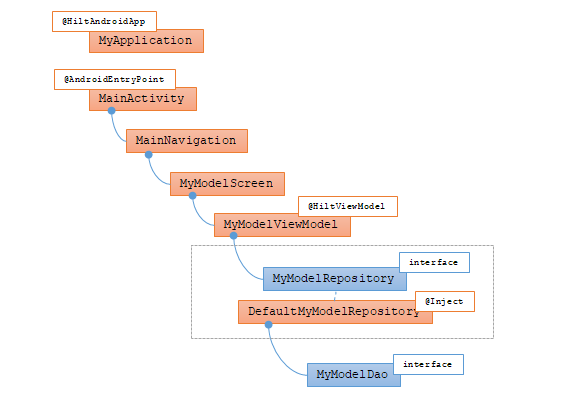 @HiltAndroidApp
MyApplication
@AndroidEntryPoint
MainActivity
MainNavigation
MyModelScreen
@HiltViewModel
MyModelViewModel
interface
MyModelRepository
@Inject
DefaultMyModelRepository
interface
MyModelDao